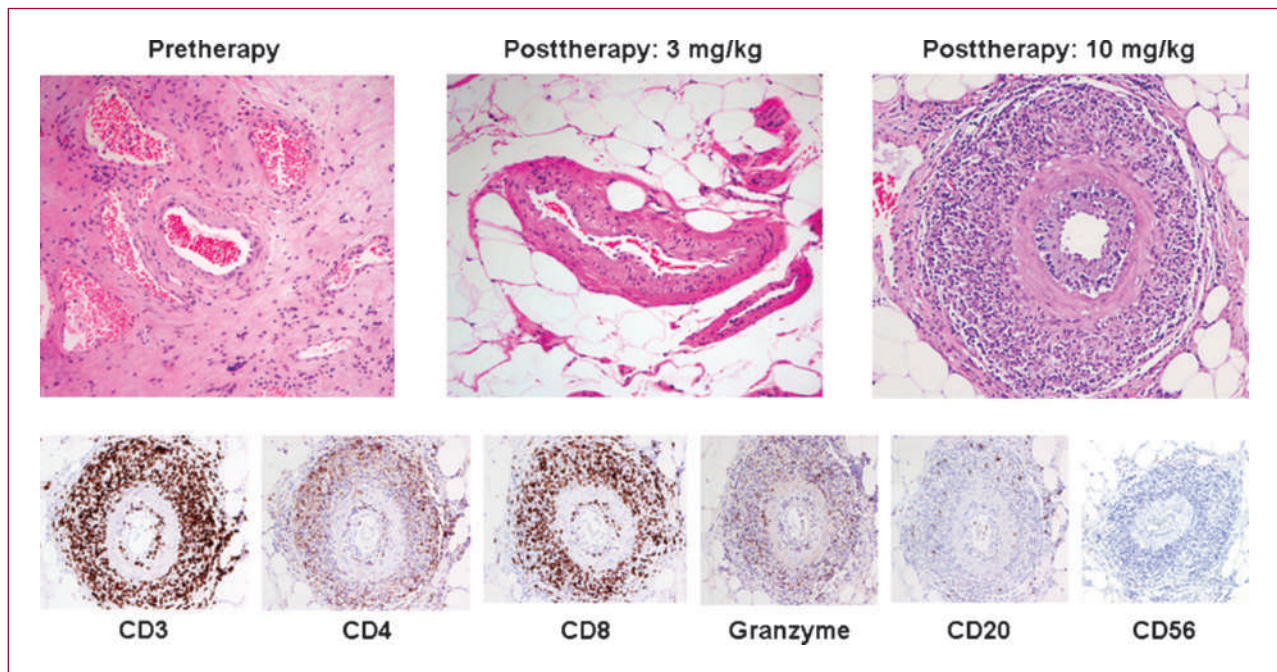 Pretherapy
Posttherapy: 3 mg/kg
Posttherapy: 10 mg/kg
CD3
CD4
CD8
Granzyme
CD20
CD56